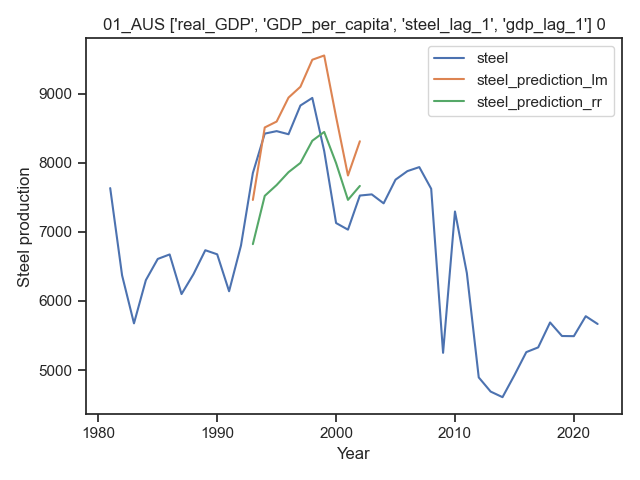 01_AUS ['real_GDP', 'GDP_per_capita', 'steel_lag_1', 'gdp_lag_1'] 0
steel
steel_prediction_lm
steel_prediction_rr
9000
8000
7000
6000
5000
Steel production
1980 1990 2000 2010 2020
Year